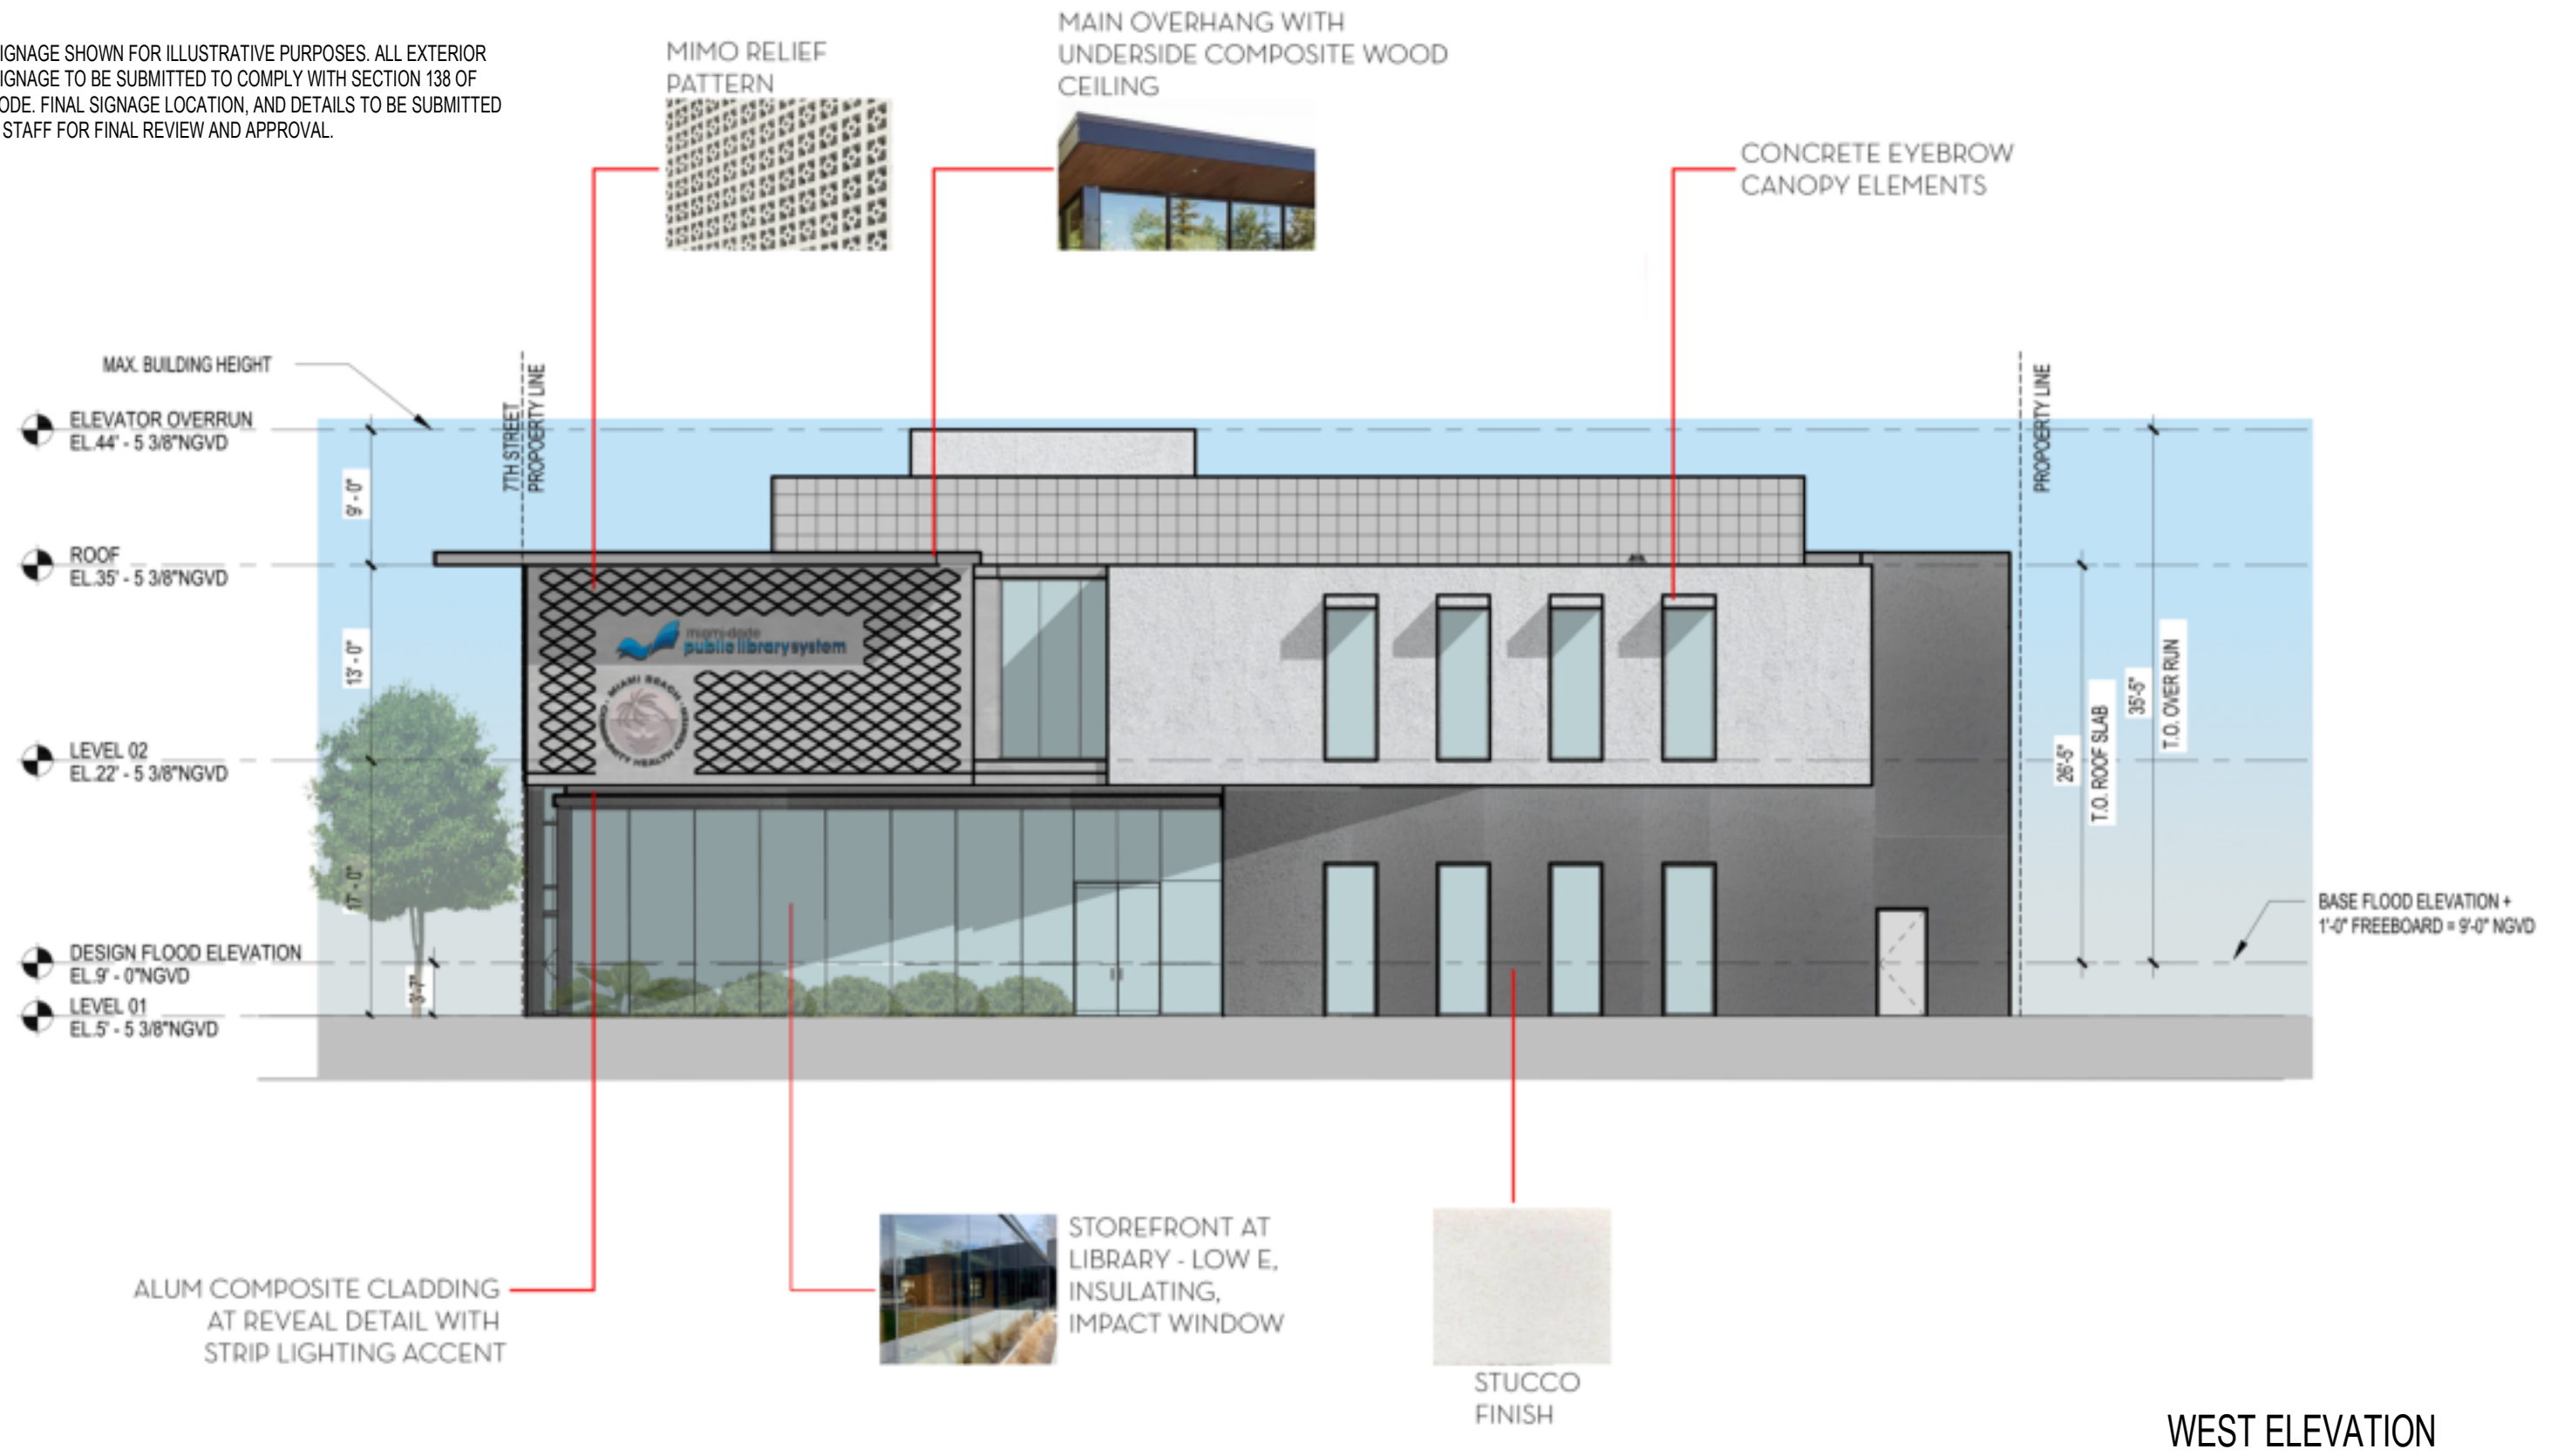 IGNAGE SHOWN FOR ILLUSTRATIVE PURPOSES. ALL EXTERIOR
IGNAGE TO BE SUBMITTED TO COMPLY WITH SECTION 138 OF
ODE. FINAL SIGNAGE LOCATION, AND DETAILS TO BE SUBMITTED
STAFF FOR FINAL REVIEW AND APPROVAL.
MIMO RELIEF
PATTERN
MAIN OVERHANG WITH
UNDERSIDE COMPOSITE WOOD
CEILING
CONCRETE EYEBROW
CANOPY ELEMENTS
MAX. BUILDING HEIGHT
ELEVATOR OVERRUN
EL.44' - 5 3/8"NGVD
ROOF
EL.35' - 5 3/8"NGVD
LEVEL 02
EL.22' - 5 3/8"NGVD
DESIGN FLOOD ELEVATION
EL.9' - 0"NGVD
LEVEL 01
EL.5' - 5 3/8"NGVD
9' - 0"
13' - 0"
17' - 0"
3'-7"
7TH STREET
PROPOERTY LINE
miami-dade
public library system
MIAMI BEACH
COMMUNITY HEALTH CENTER
PROPOERTY LINE
26'-5"
T.O. ROOF SLAB
35'-5"
T.O. OVER RUN
BASE FLOOD ELEVATION +
1'-0" FREEBOARD = 9'-0" NGVD
ALUM COMPOSITE CLADDING
AT REVEAL DETAIL WITH
STRIP LIGHTING ACCENT
STOREFRONT AT
LIBRARY - LOW E,
INSULATING,
IMPACT WINDOW
STUCCO
FINISH
WEST ELEVATION